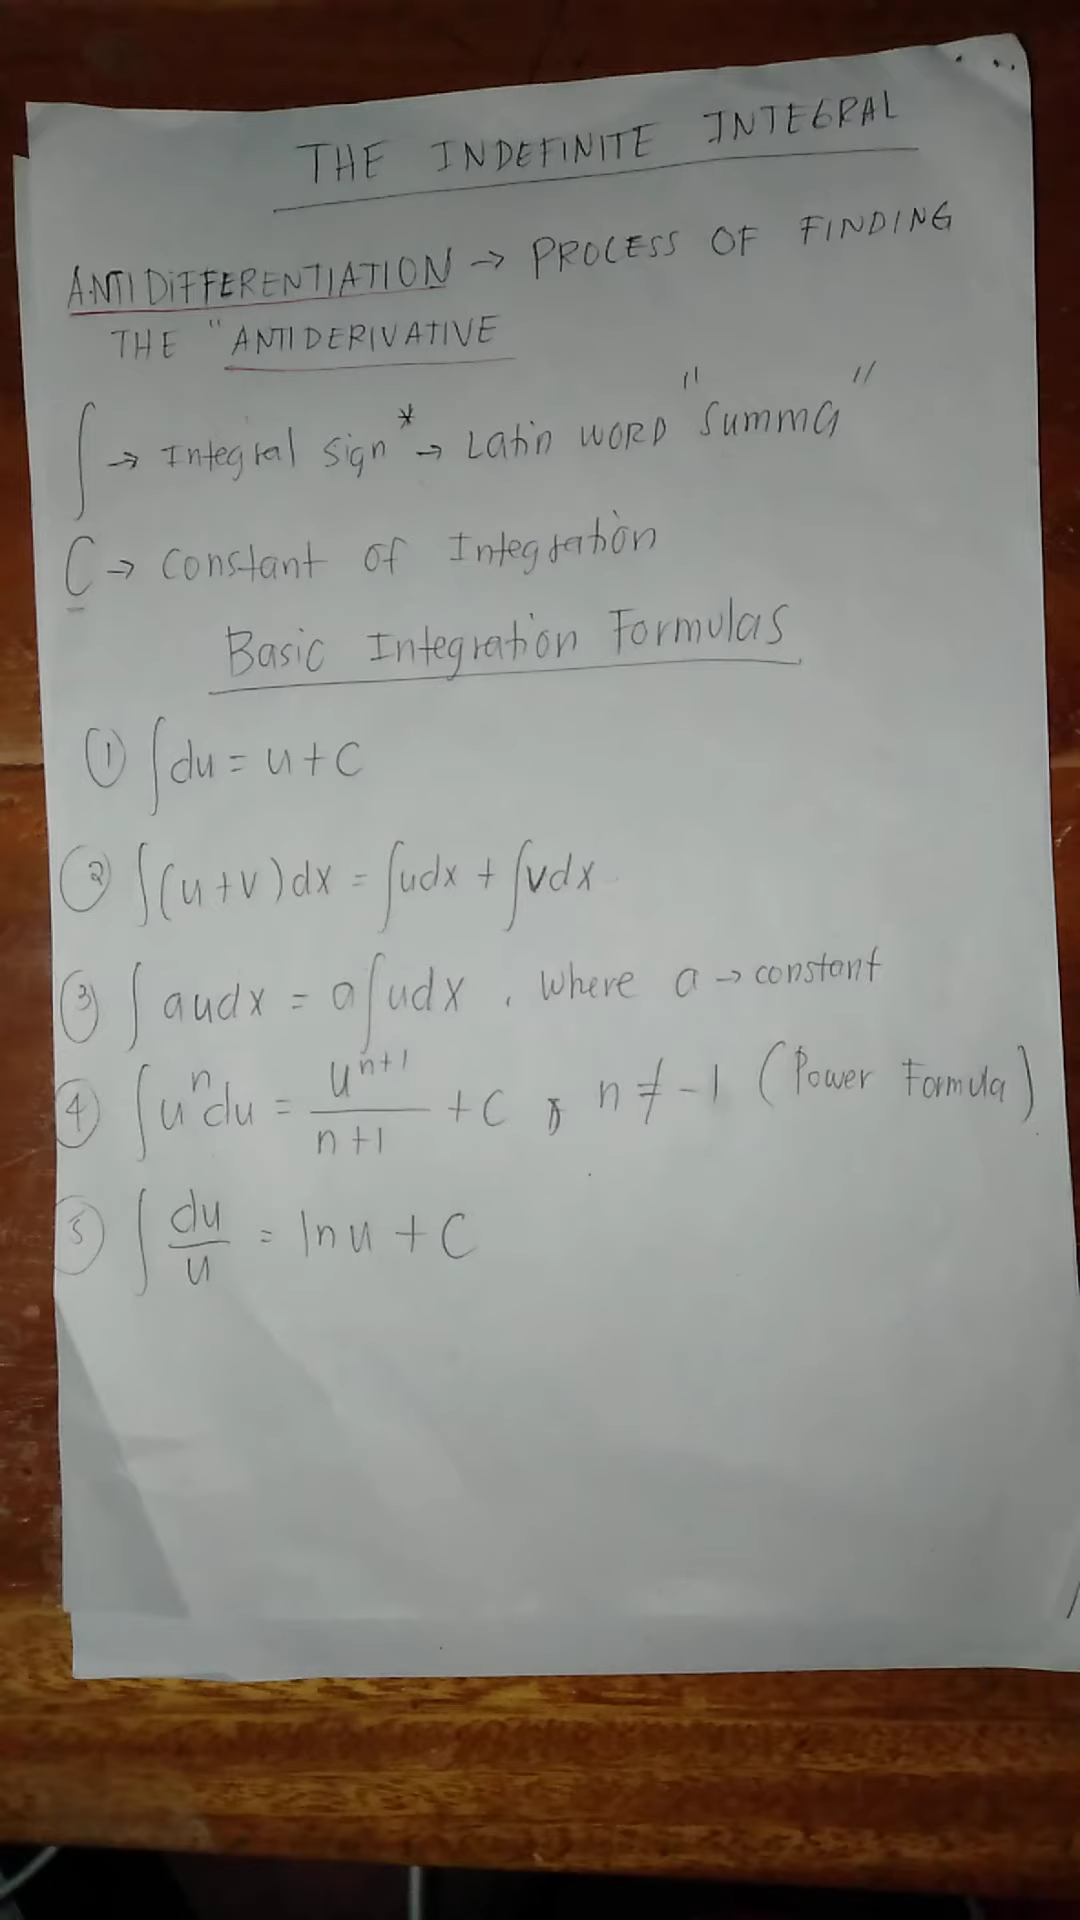 THE INDEFINITE INTEGRAL
ANTIDIFFERENTIATION → PROCESS OF FINDING
THE "ANTIDERIVATIVE
∫ → Integral sign* → Latin WORD "Summa"
C → Constant of Integration
Basic Integration Formulas
① ∫du = u+C
② ∫(u+v)dx = ∫udx + ∫vdx
③ ∫audx = a∫udx , where a → constant
④ ∫uⁿdu = uⁿ⁺¹/n+1 + C ; n ≠ -1 (Power Formula)
⑤ ∫du/u = ln u + C